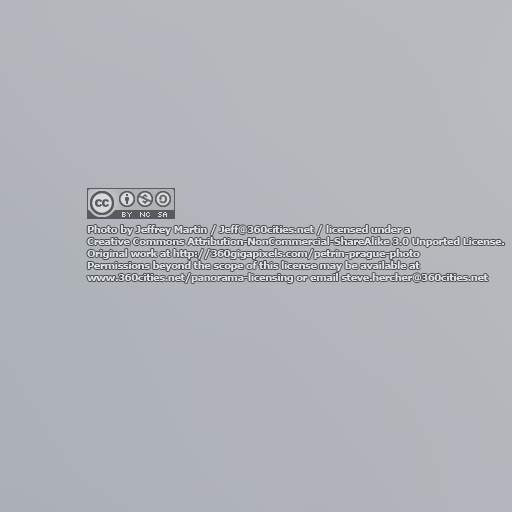 cc
BY NC SA
Photo by Jeffrey Martin / Jeff@360cities.net / licensed under a
Creative Commons Attribution-NonCommercial-ShareAlike 3.0 Unported License.
Original work at http://360gigapixels.com/petrin-prague-photo
Permissions beyond the scope of this license may be available at
www.360cities.net/panorama-licensing or email steve.hercher@360cities.net